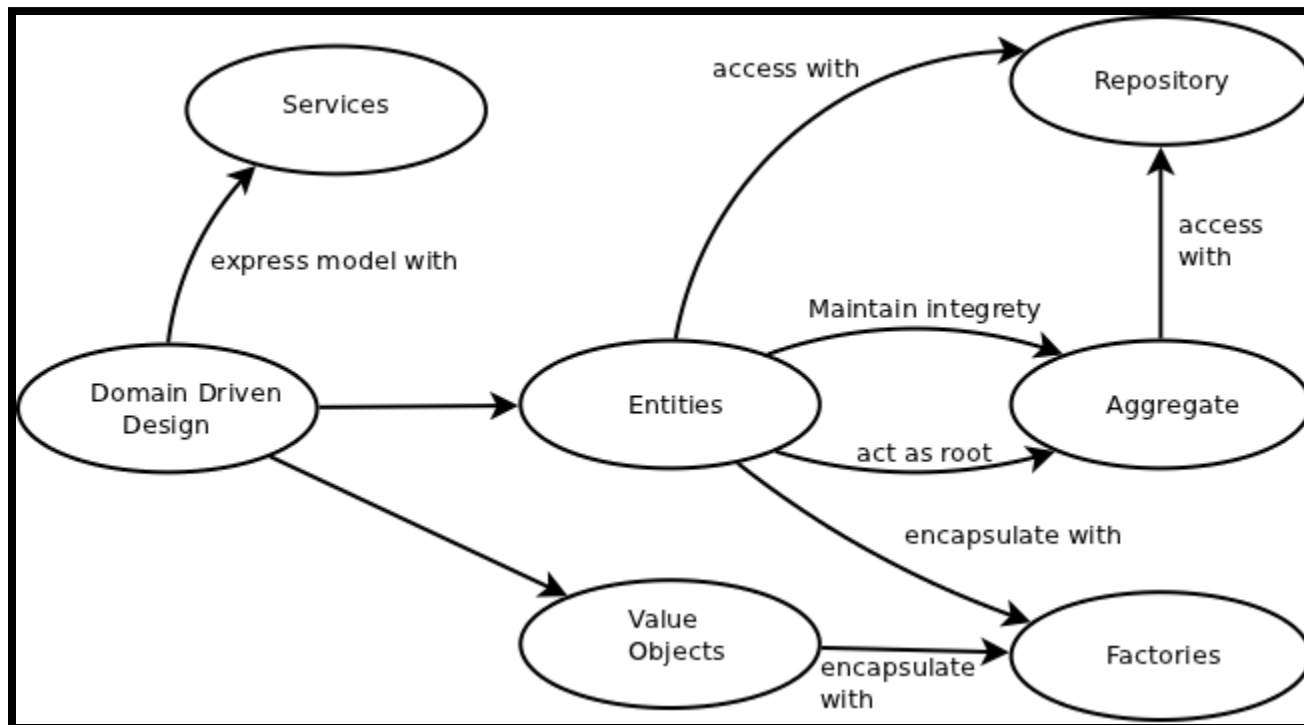 access with
Repository
Services
access
with
express model with
Maintain integrety
Domain Driven
Design
Entities
Aggregate
act as root
encapsulate with
Value
Objects
Factories
encapsulate
with